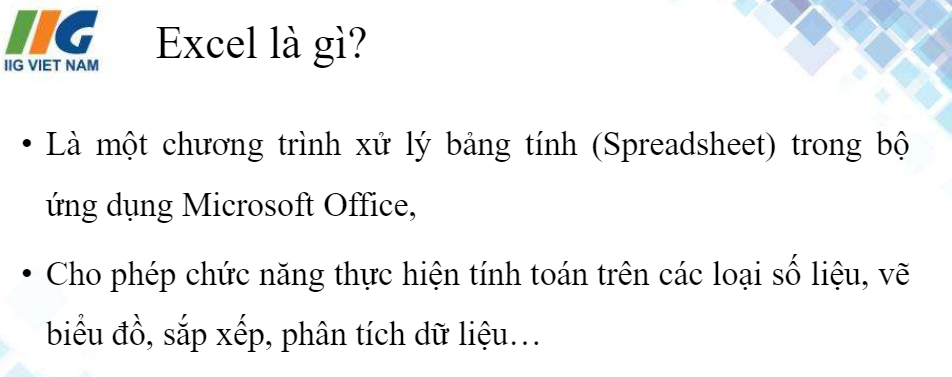 IIG
IIG VIET NAM
Excel là gì?
• Là một chương trình xử lý bảng tính (Spreadsheet) trong bộ
ứng dụng Microsoft Office,
• Cho phép chức năng thực hiện tính toán trên các loại số liệu, vẽ
biểu đồ, sắp xếp, phân tích dữ liệu…